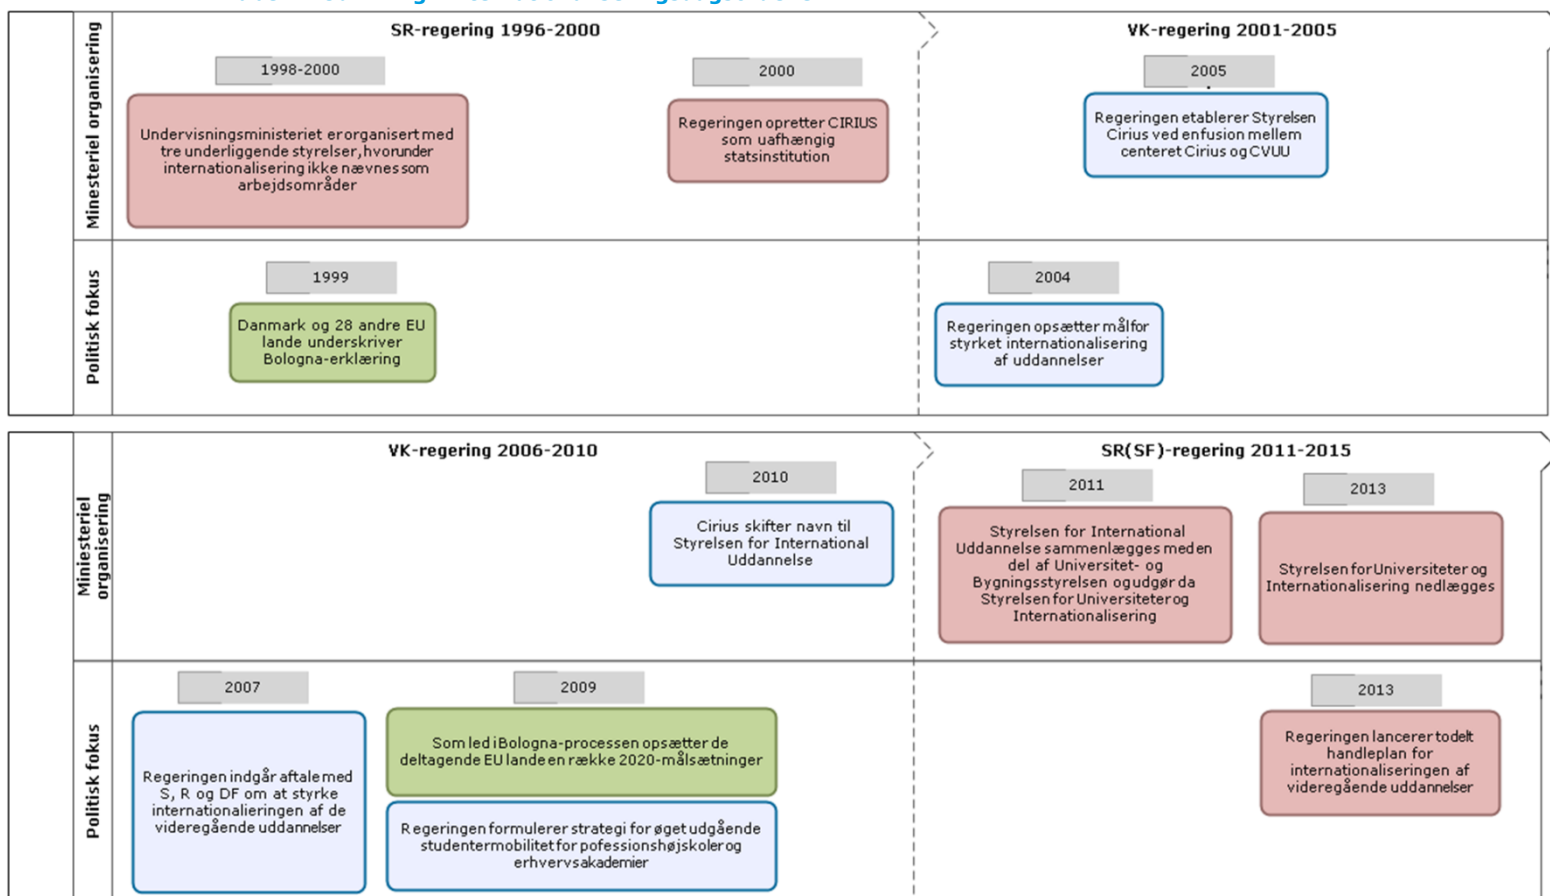 SR-regering 1996-2000
VK-regering 2001-2005
Minesteriel organisering
1998-2000
Undervisningsministeriet er organisert med
tre underliggende styrelser, hvorunder
internationalisering ikke nævnes som
arbejdsområder
2000
Regeringen opretter CIRIUS
som uafhængig
statsinstitution
2005
Regeringen etablerer Styrelsen
Cirius ved en fusion mellem
centeret Cirius og CVUU
Politisk fokus
1999
Danmark og 28 andre EU
lande underskriver
Bologna-erklæring
2004
Regeringen opsætter mål for
styrket internationalisering
af uddannelser
VK-regering 2006-2010
SR(SF)-regering 2011-2015
Miniesteriel
organisering
2010
Cirius skifter navn til
Styrelsen for International
Uddannelse
2011
Styrelsen for International
Uddannelse sammenlægges med en
del af Universitet- og
Bygningsstyrelsen og udgør da
Styrelsen for Universiteter og
Internationalisering
2013
Styrelsen for Universiteter og
Internationalisering nedlægges
Politisk fokus
2007
Regeringen indgår aftale med
S, R og DF om at styrke
internationalieringen af de
videregående uddannelser
2009
Som led i Bologna-processen opsætter de
deltagende EU lande en række 2020-målsætninger
Regeringen formulerer strategi for øget udgående
studentermobilitet for pofessionshøjskoler og
erhvervsakademier
2013
Regeringen lancerer todelt
handleplan for
internationaliseringen af
videregående uddannelser